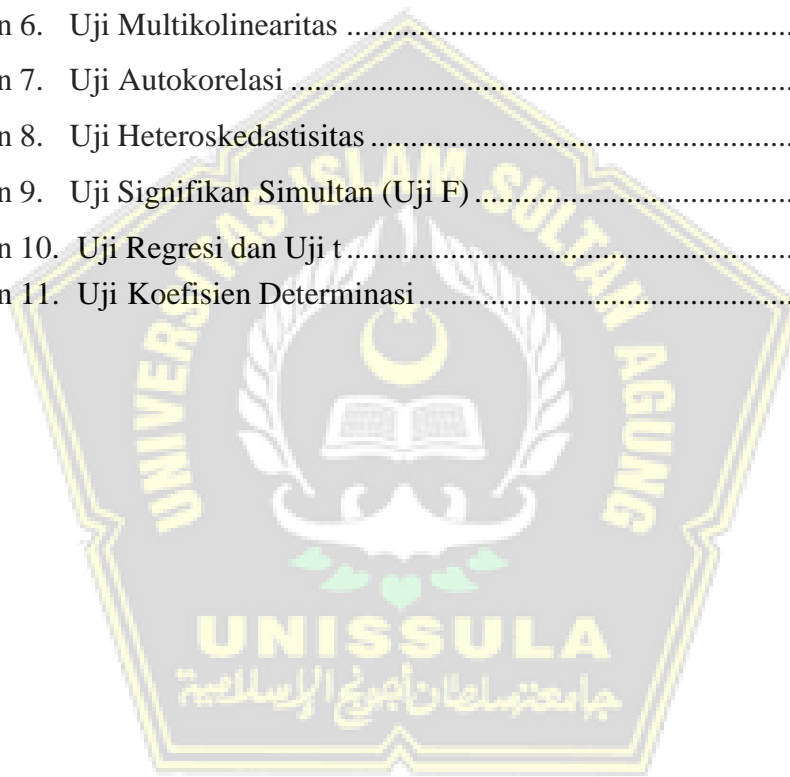 n 6. Uji Multikolinearitas ................................................................
n 7. Uji Autokorelasi ................................................................
n 8. Uji Heteroskedastisitas ................................................................
n 9. Uji Signifikan Simultan (Uji F) ................................................................
n 10. Uji Regresi dan Uji t ................................................................
n 11. Uji Koefisien Determinasi ................................................................
UNIVERSITAS ISLAM SULTAN AGUNG
UNISSULA
جامعة سلطان أجونج الإسلامية